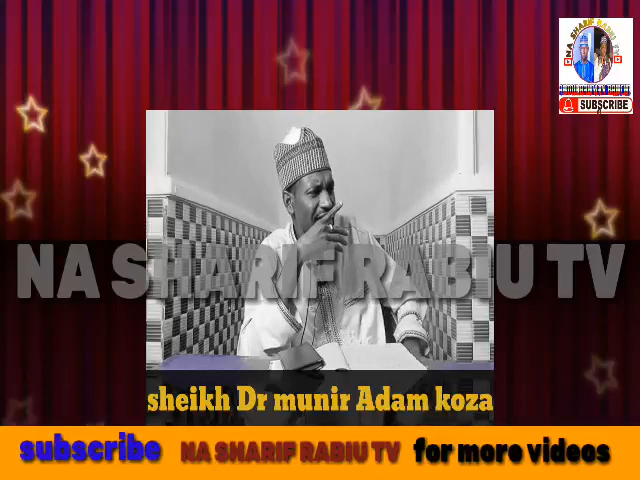 NA SHARIF RABIU TV
SUBSCRIBE
NA SHARIF RABIU TV
sheikh Dr munir Adam koza
subscribe NA SHARIF RABIU TV for more videos